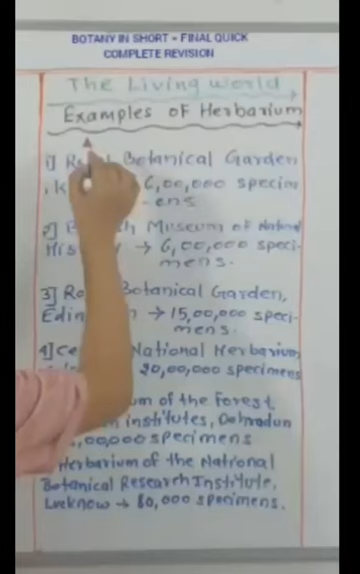 BOTANY IN SHORT - FINAL QUICK
COMPLETE REVISION
The Living World
Examples of Herbarium
1] Botanical Garden
6,00,000 specim
-ens
2] Museum of Natural
His → 6,00,000 speci-
mens.
3] Botanical Garden,
Edin → 15,00,000 speci-
mens.
4] Ce National Herbarium
20,00,000 specimens
um of the Forest
institutes, Dehradun
,00,000 specimens
Herbarium of the National
Botanical Research Institute,
Lucknow → 80,000 specimens.